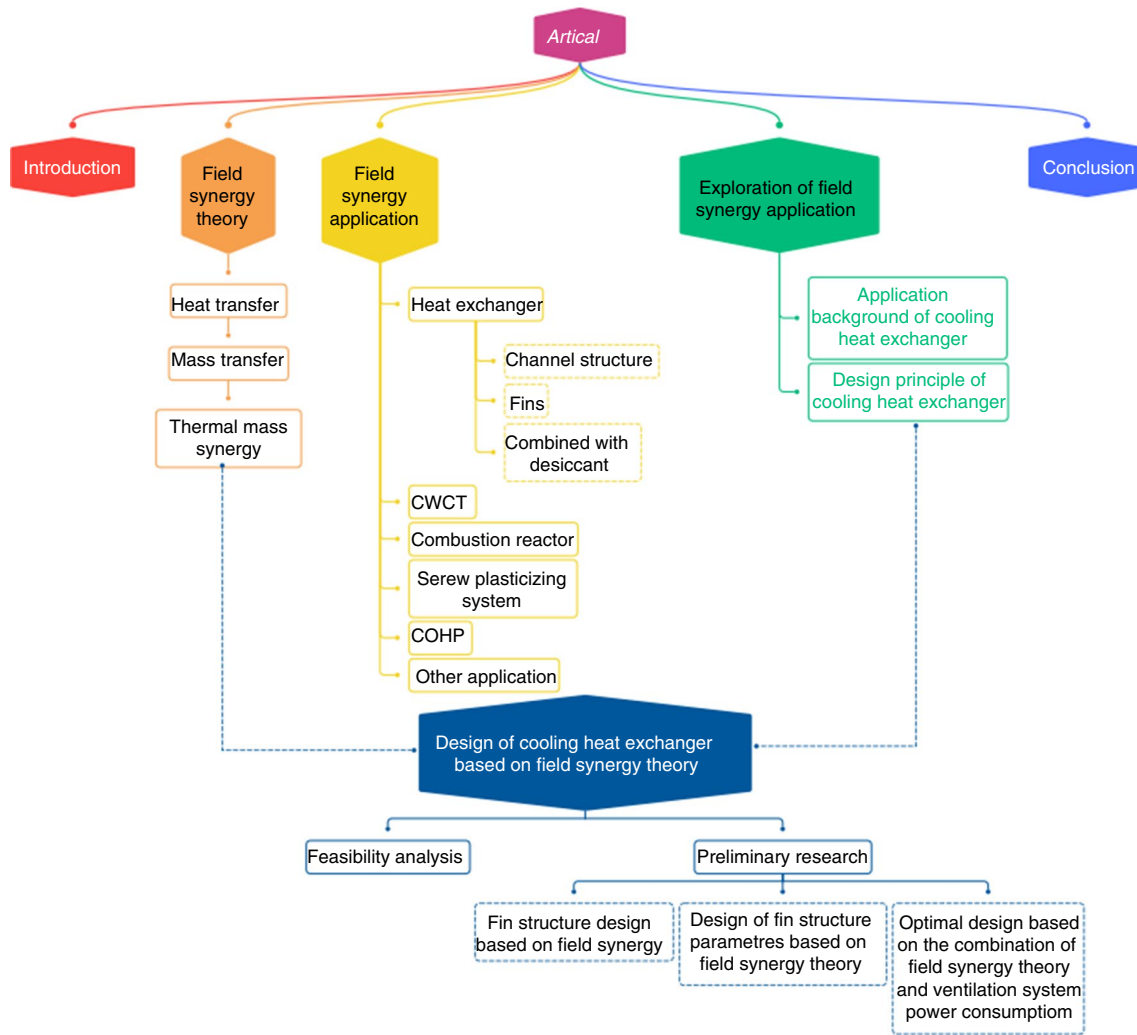 Artical
Introduction
Field
synergy
theory
Field
synergy
application
Exploration of field
synergy application
Conclusion
Heat transfer
Mass transfer
Thermal mass
synergy
Heat exchanger
Channel structure
Fins
Combined with
desiccant
CWCT
Combustion reactor
Serew plasticizing
system
COHP
Other application
Application
background of cooling
heat exchanger
Design principle of
cooling heat exchanger
Design of cooling heat exchanger
based on field synergy theory
Feasibility analysis
Preliminary research
Fin structure design
based on field synergy
Design of fin structure
parametres based on
field synergy theory
Optimal design based
on the combination of
field synergy theory
and ventilation system
power consumptiom